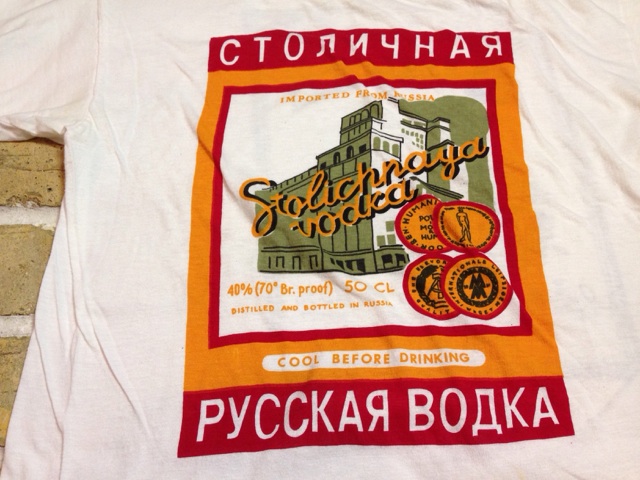 СТОЛИЧНАЯ
IMPORTED FROM RUSSIA
Stolichnaya
vodka
40% (70° Br. proof) 50 CL
DISTILLED AND BOTTLED IN RUSSIA
COOL BEFORE DRINKING
РУССКАЯ ВОДКА